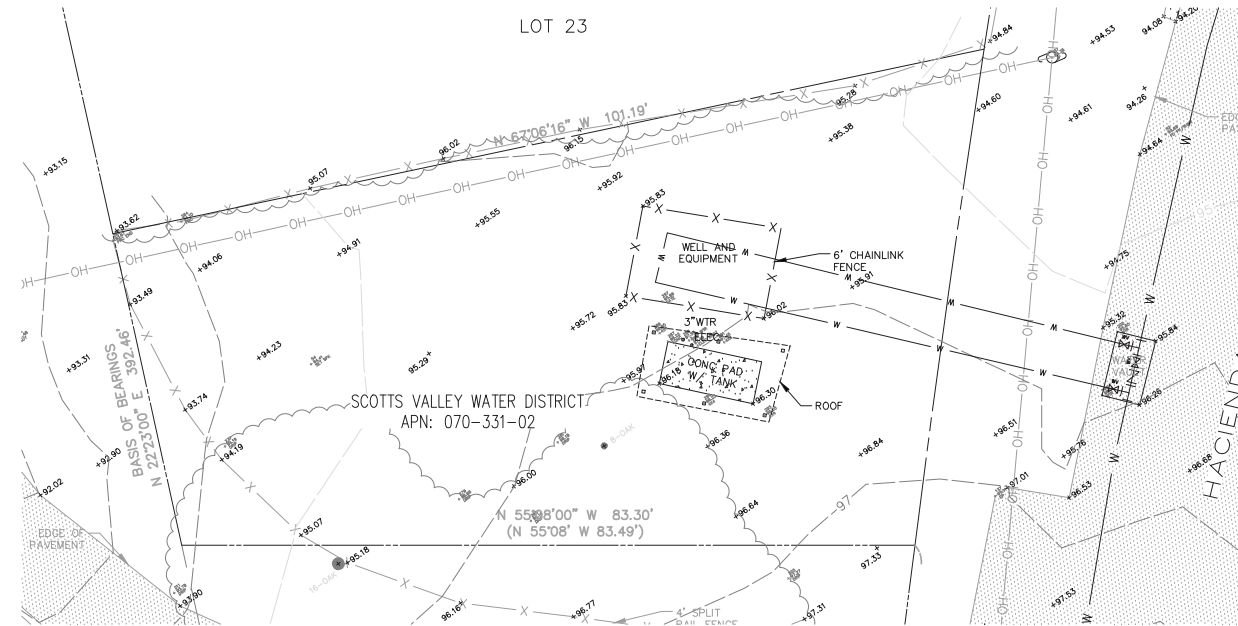 LOT 23
+94.84
+94.53
94.08+
+94.20
N 67°06'16" W 101.19'
95.28
+94.60
94.26
+94.61
96.02
96.15
+95.38
+94.64
+93.15
95.07
+95.92
+95.83
+93.62
+95.55
+94.91
+94.06
WELL AND
EQUIPMENT
6' CHAINLINK
FENCE
+94.75
+95.91
+93.49
95.83
+96.02
+95.72
3"WTR
ELEC
+95.32
+95.84
+94.23
+93.31
95.29
+95.97
+96.18
CONC PAD
W/ TANK
+96.30
ROOF
+96.26
BASIS OF BEARINGS
N 22°23'00" E 392.46'
+93.74
SCOTTS VALLEY WATER DISTRICT
APN: 070-331-02
8-OAK
+96.36
+96.84
+96.51
+95.76
+96.68
+94.19
+92.90
+92.02
+96.00
+97.01
+96.53
97
+96.64
N 55°08'00" W 83.30'
(N 55°08' W 83.49')
+95.07
EDGE OF
PAVEMENT
+95.18
16-OAK
97.33
+93.90
96.16+
+96.77
+97.31
+97.53
4' SPLIT
RAIL FENCE